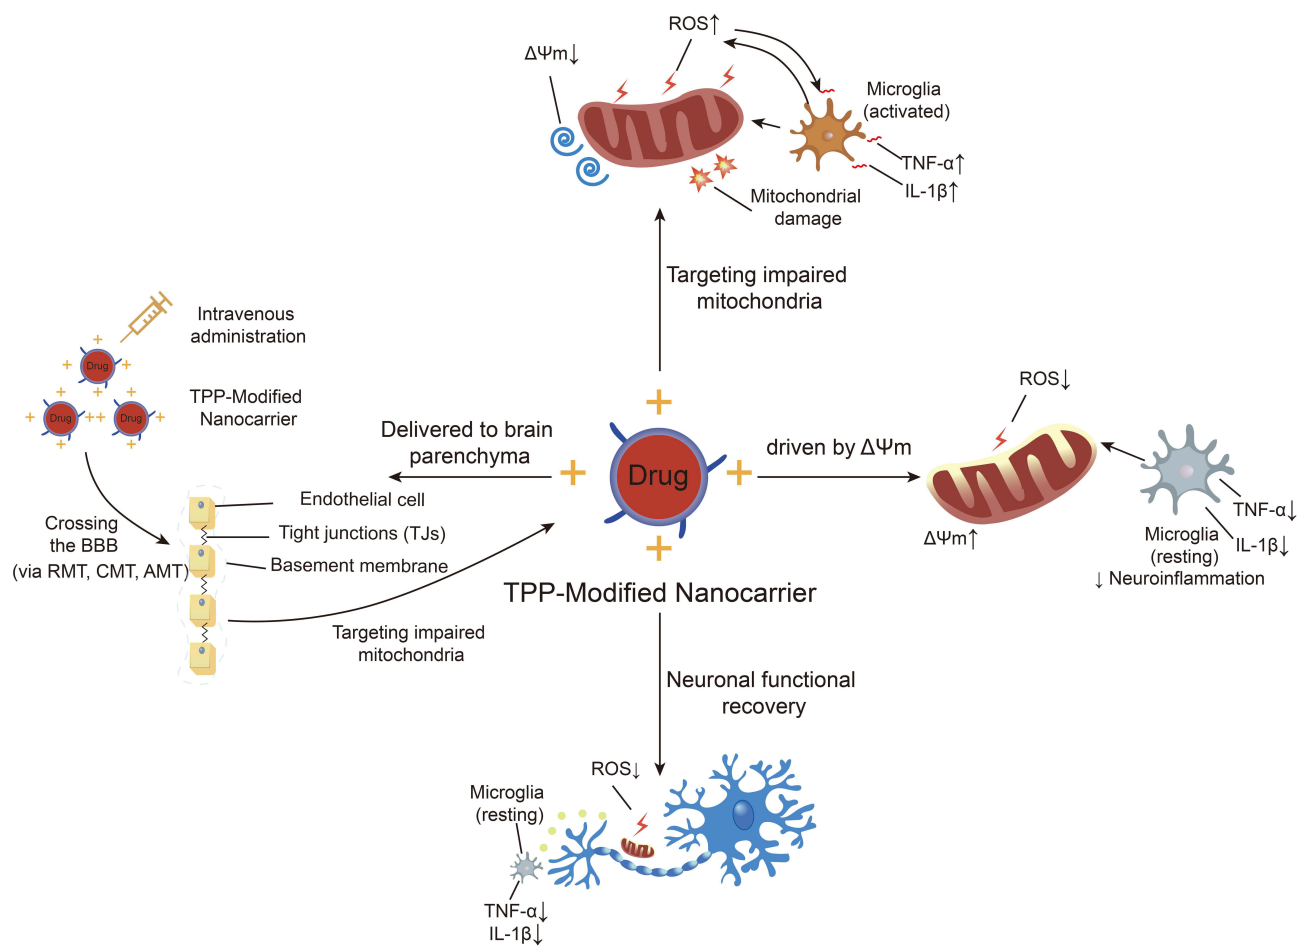 ROS↑
ΔΨm↓
Microglia
(activated)
TNF-α↑
IL-1β↑
Mitochondrial
damage
Targeting impaired
mitochondria
Intravenous
administration
Drug
TPP-Modified
Nanocarrier
Drug
Drug
Delivered to brain
parenchyma
Drug
driven by ΔΨm
ROS↓
ΔΨm↑
TNF-α↓
IL-1β↓
Microglia
(resting)
↓ Neuroinflammation
Endothelial cell
Tight junctions (TJs)
Basement membrane
Crossing
the BBB
(via RMT, CMT, AMT)
Targeting impaired
mitochondria
TPP-Modified Nanocarrier
Neuronal functional
recovery
ROS↓
Microglia
(resting)
TNF-α↓
IL-1β↓